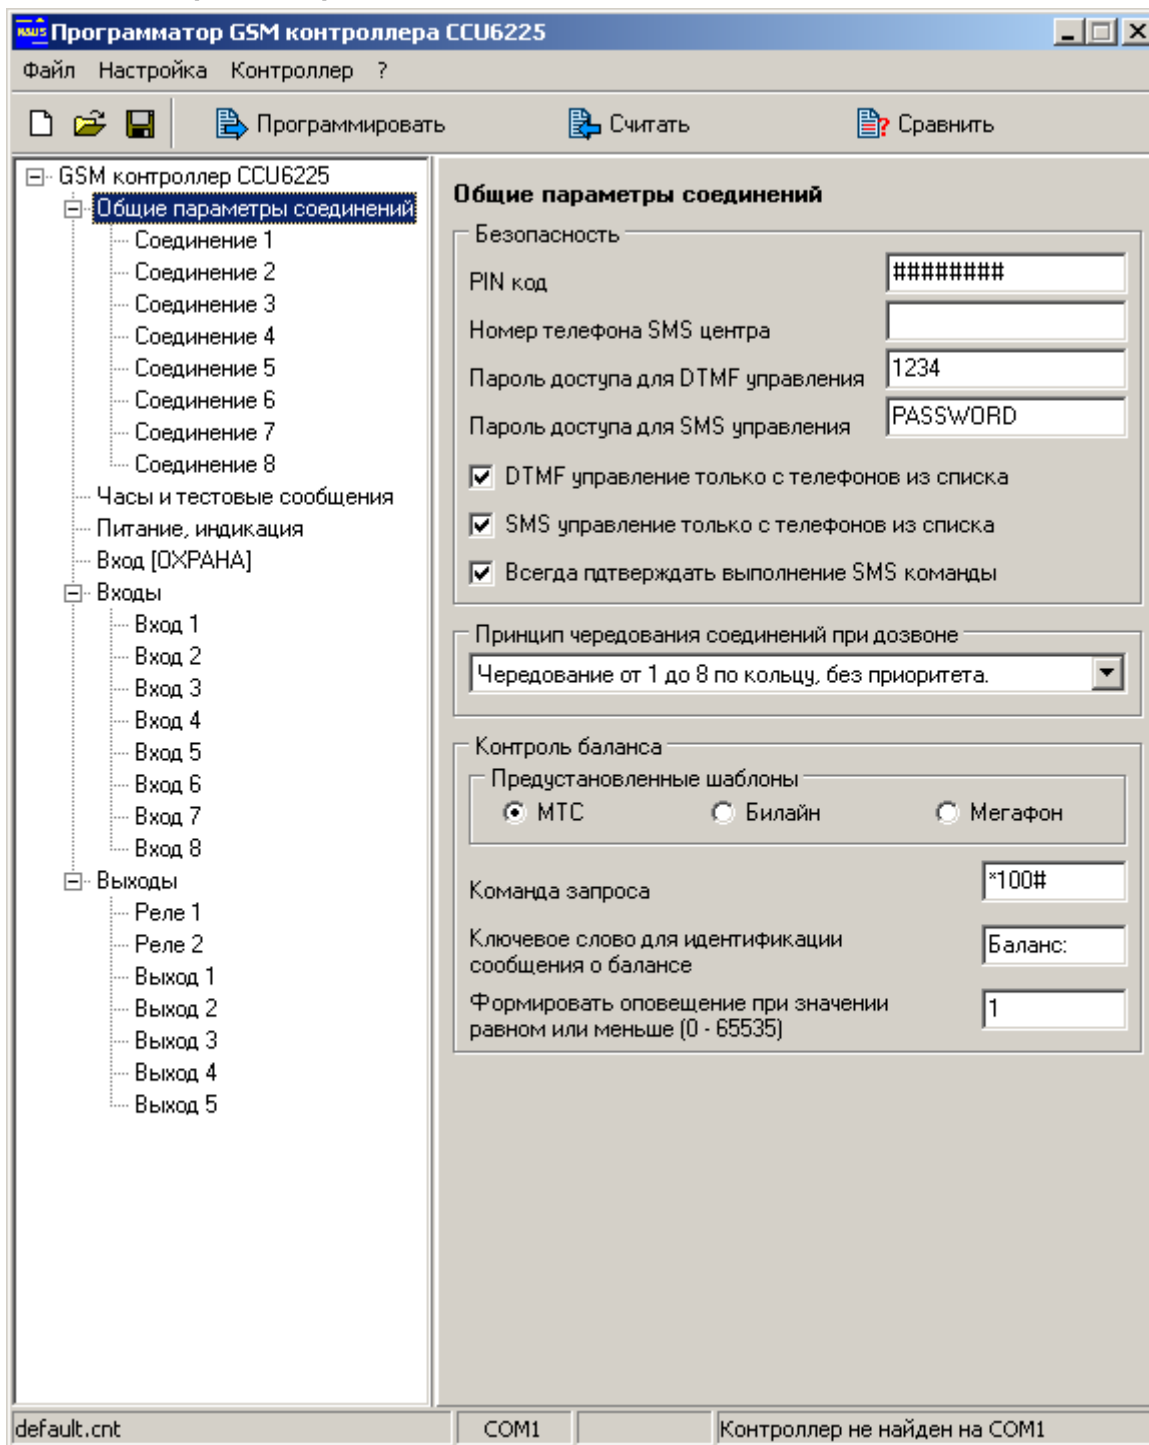 Программатор GSM контроллера CCU6225
Файл Настройка Контроллер ?
Программировать Считать Сравнить
GSM контроллер CCU6225
Общие параметры соединений
Соединение 1
Соединение 2
Соединение 3
Соединение 4
Соединение 5
Соединение 6
Соединение 7
Соединение 8
Часы и тестовые сообщения
Питание, индикация
Вход [ОХРАНА]
Входы
Вход 1
Вход 2
Вход 3
Вход 4
Вход 5
Вход 6
Вход 7
Вход 8
Выходы
Реле 1
Реле 2
Выход 1
Выход 2
Выход 3
Выход 4
Выход 5
Общие параметры соединений
Безопасность
PIN код ########
Номер телефона SMS центра
Пароль доступа для DTMF управления 1234
Пароль доступа для SMS управления PASSWORD
DTMF управление только с телефонов из списка
SMS управление только с телефонов из списка
Всегда пдтверждать выполнение SMS команды
Принцип чередования соединений при дозвоне
Чередование от 1 до 8 по кольцу, без приоритета.
Контроль баланса
Предустановленные шаблоны
МТС Билайн Мегафон
Команда запроса *100#
Ключевое слово для идентификации
сообщения о балансе Баланс:
Формировать оповещение при значении
равном или меньше (0 - 65535) 1
default.cnt COM1 Контроллер не найден на COM1